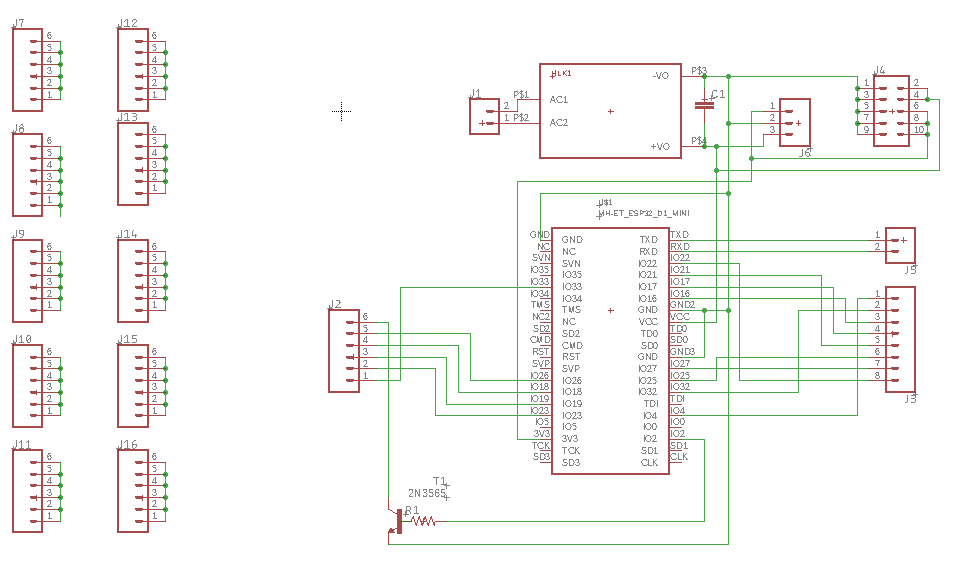 J7
6
5
4
3
2
1
J12
6
5
4
3
2
1
J8
6
5
4
3
2
1
J13
6
5
4
3
2
1
J9
6
5
4
3
2
1
J14
6
5
4
3
2
1
J10
6
5
4
3
2
1
J15
6
5
4
3
2
1
J11
6
5
4
3
2
1
J16
6
5
4
3
2
1
J1
2
1
P$1
P$2
HLK1
AC1
AC2
-VO
+VO
P$3
P$4
C1
1
2
3
J6
J4
1 2
3 4
5 6
7 8
9 10
U$1
MH-ET_ESP32_D1_MINI
GND GND TXD TXD
NC NC RXD RXD
SVN SVN IO22 IO22
IO35 IO35 IO21 IO21
IO33 IO33 IO17 IO17
IO34 IO34 IO16 IO16
TMS TMS GND GND2
NC2 NC VCC VCC
SD2 SD2 TD0 TD0
CMD CMD SD0 SD0
RST RST GND GND3
SVP SVP IO27 IO27
IO26 IO26 IO25 IO25
IO18 IO18 IO32 IO32
IO19 IO19 TDI TDI
IO23 IO23 IO4 IO4
IO5 IO5 IO0 IO0
3V3 3V3 IO2 IO2
TCK TCK SD1 SD1
SD3 SD3 CLK CLK
1
2
J5
1
2
3
4
5
6
7
8
J3
J2
6
5
4
3
2
1
T1
2N3565
R1